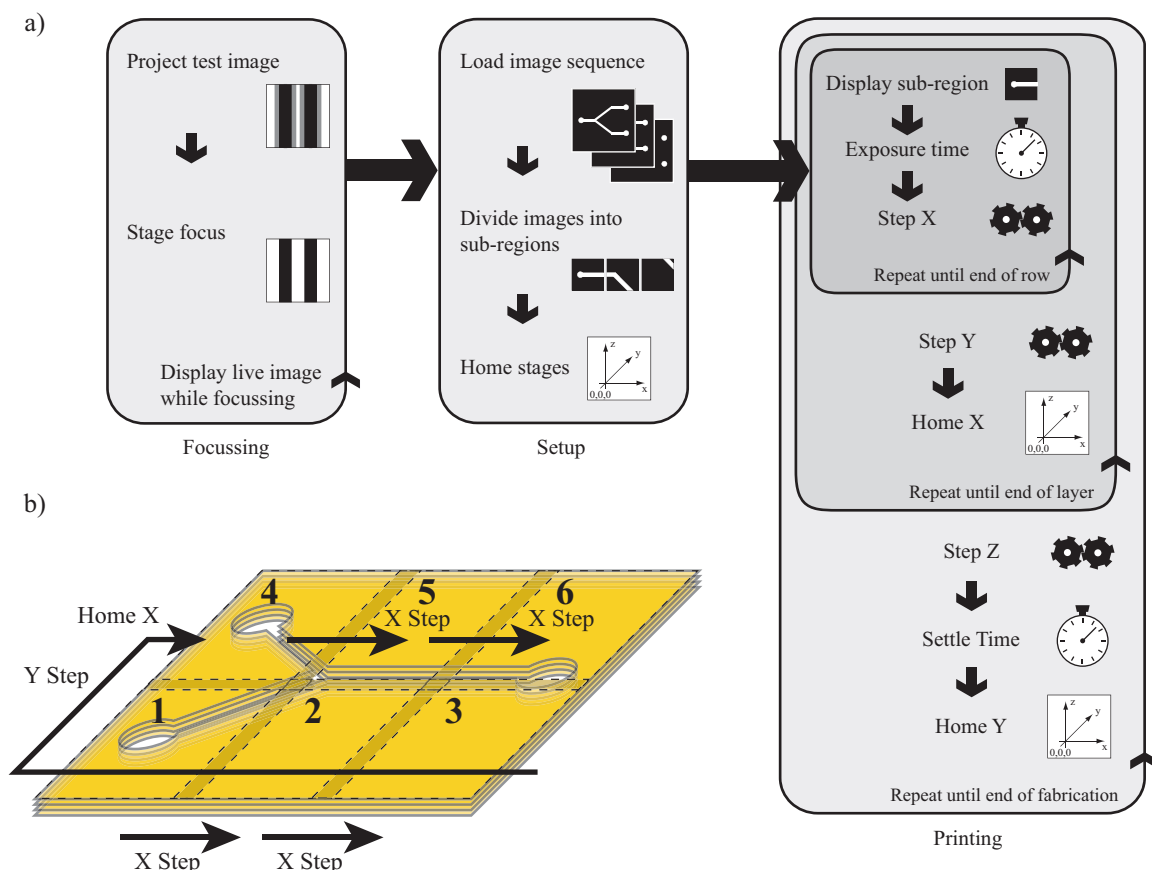 a)
Project test image
Stage focus
Display live image
while focussing
Focussing
Load image sequence
Divide images into
sub-regions
Home stages
z
y
x
0,0,0
Setup
Display sub-region
Exposure time
Step X
Repeat until end of row
Step Y
Home X
z
y
x
0,0,0
Repeat until end of layer
Step Z
Settle Time
Home Y
z
y
x
0,0,0
Repeat until end of fabrication
Printing
b)
4
5
6
Home X
X Step
X Step
Y Step
1
2
3
X Step
X Step